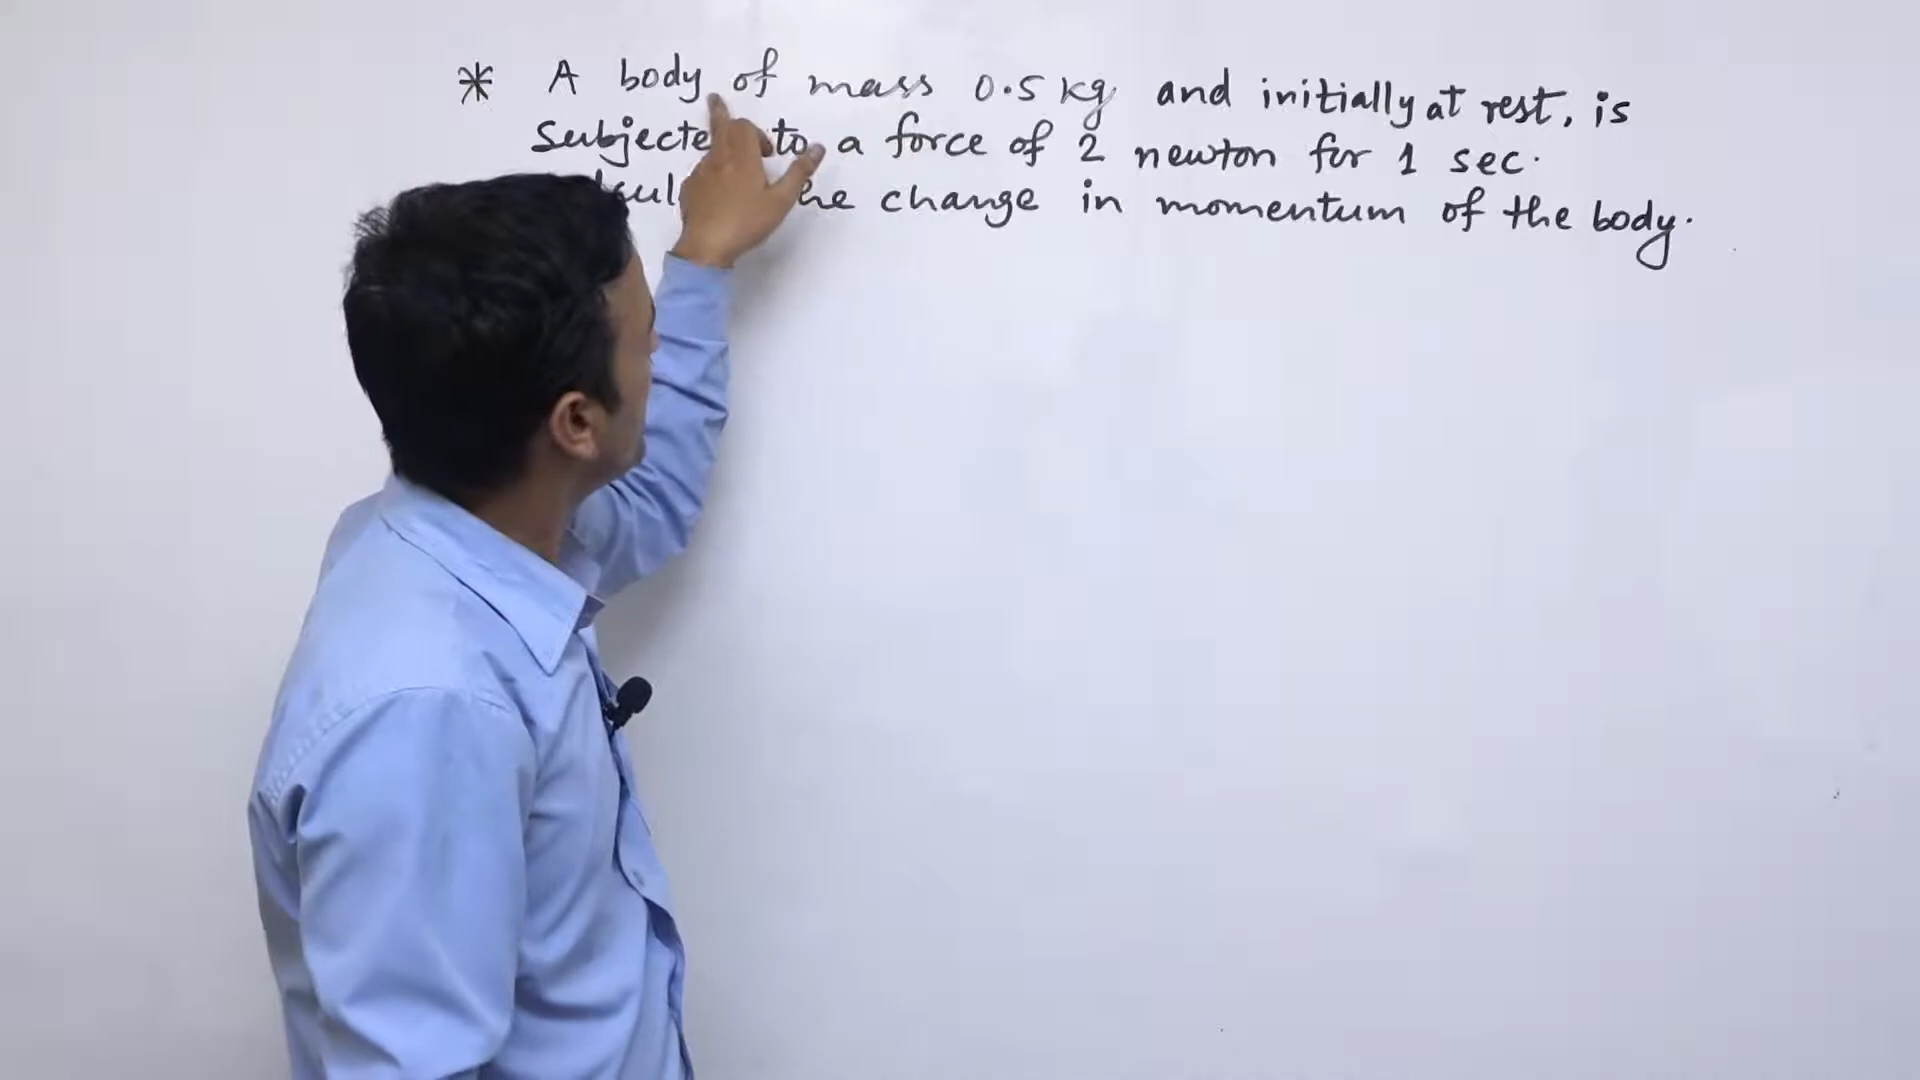 * A body of mass 0.5 kg and initially at rest, is
to a force of 2 newton for 1 sec.
change in momentum of the body.